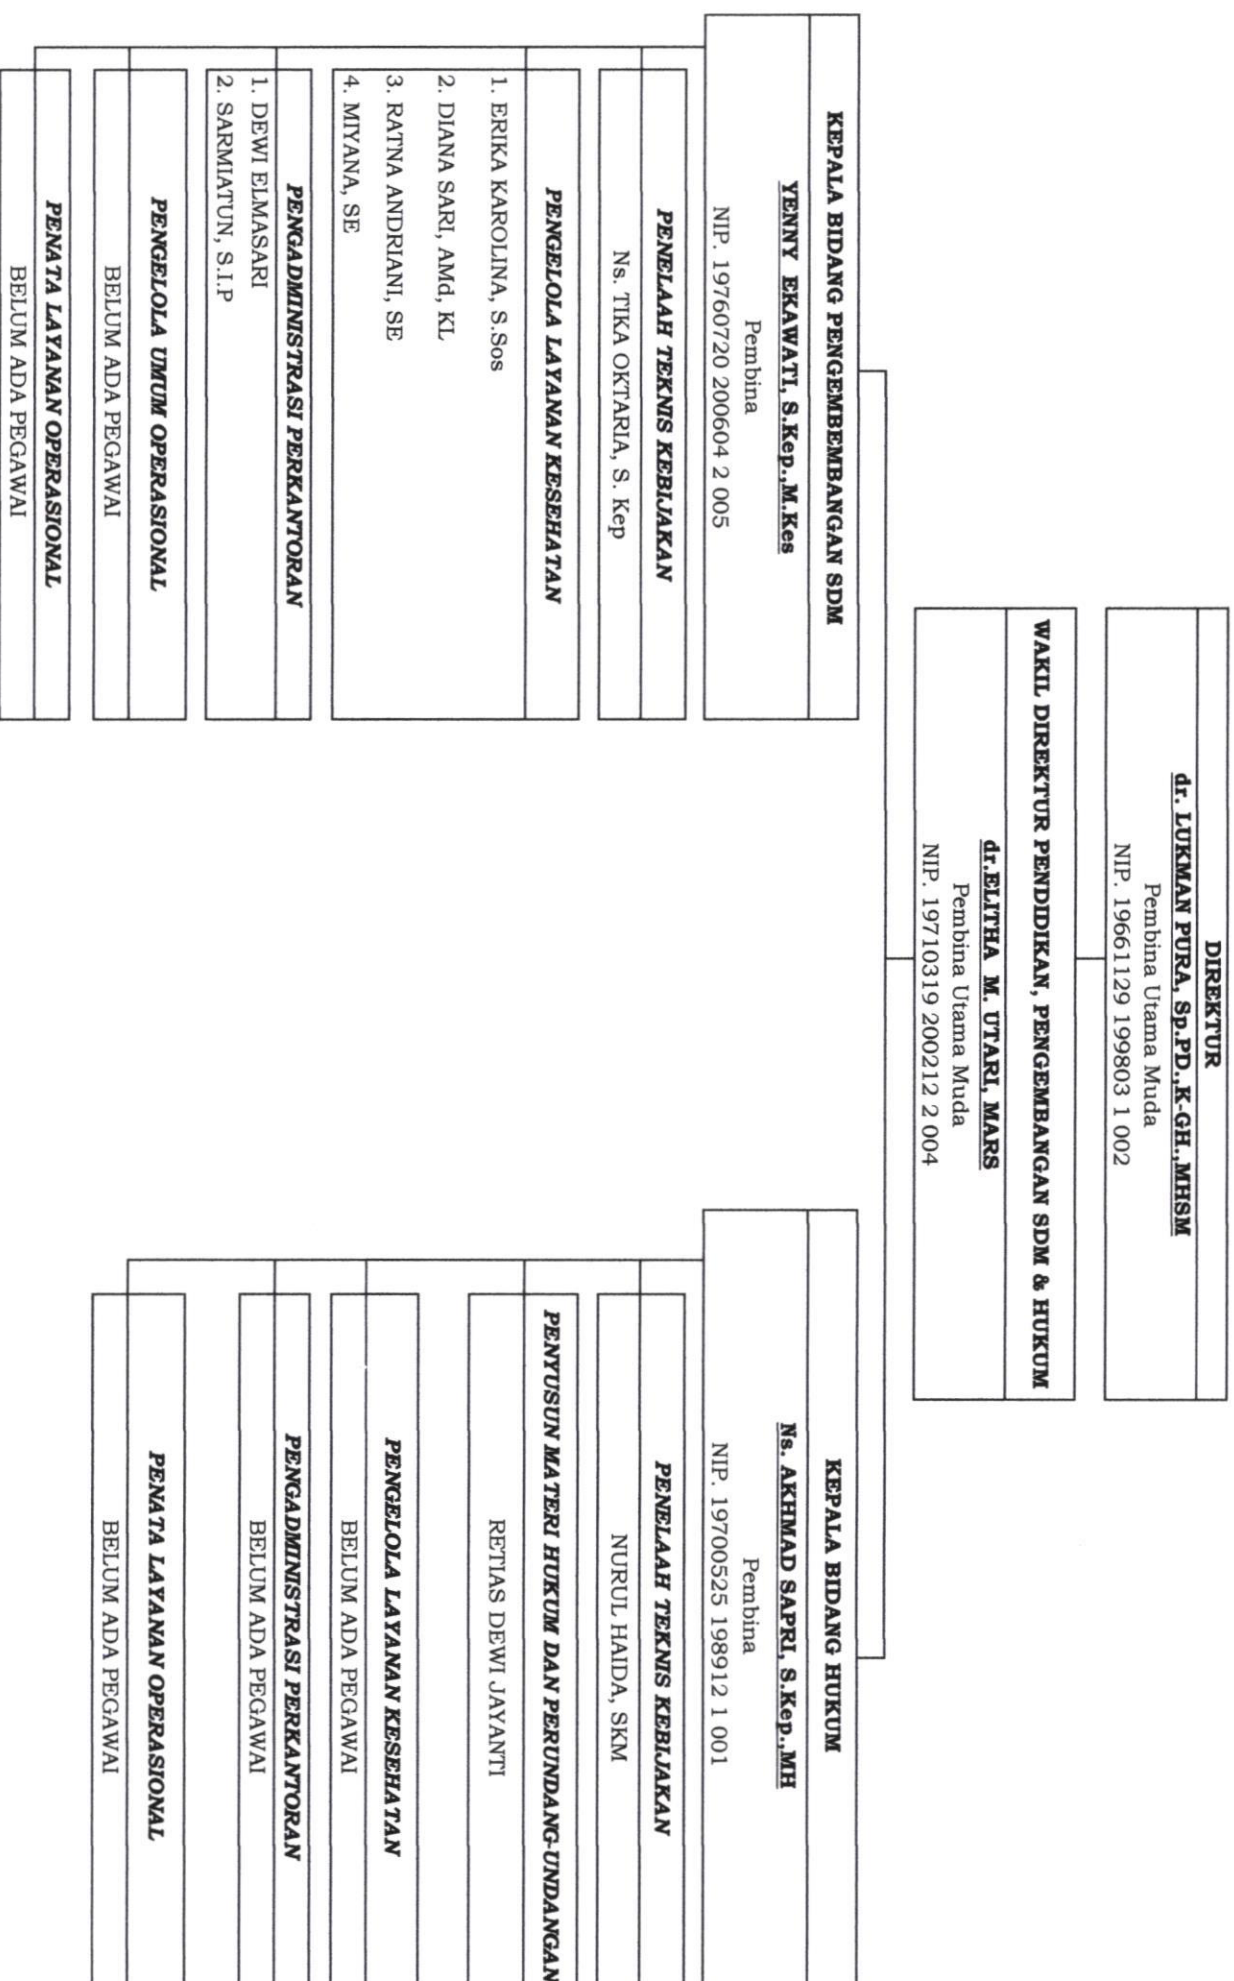 DIREKTUR
dr. LUKMAN PURA, Sp.PD.,K-GH.,MHSM
Pembina Utama Muda
NIP. 19661129 199803 1 002
WAKIL DIREKTUR PENDIDIKAN, PENGEMBANGAN SDM & HUKUM
dr.ELITHA M. UTARI, MARS
Pembina Utama Muda
NIP. 19710319 200212 2 004
KEPALA BIDANG PENGEMBEMBANGAN SDM
YENNY EKAWATI, S.Kep.,M.Kes
Pembina
NIP. 19760720 200604 2 005
PENELAAH TEKNIS KEBIJAKAN
Ns. TIKA OKTARIA, S. Kep
PENGELOLA LAYANAN KESEHATAN
1. ERIKA KAROLINA, S.Sos
2. DIANA SARI, AMd, KL
3. RATNA ANDRIANI, SE
4. MIYANA, SE
PENGADMINISTRASI PERKANTORAN
1. DEWI ELMASARI
2. SARMIATUN, S.I.P
PENGELOLA UMUM OPERASIONAL
BELUM ADA PEGAWAI
PENATA LAYANAN OPERASIONAL
BELUM ADA PEGAWAI
KEPALA BIDANG HUKUM
Ns. AKHMAD SAPRI, S.Kep.,MH
Pembina
NIP. 19700525 198912 1 001
PENELAAH TEKNIS KEBIJAKAN
NURUL HAIDA, SKM
PENYUSUN MATERI HUKUM DAN PERUNDANG-UNDANGAN
RETIAS DEWI JAYANTI
PENGELOLA LAYANAN KESEHATAN
BELUM ADA PEGAWAI
PENGADMINISTRASI PERKANTORAN
BELUM ADA PEGAWAI
PENATA LAYANAN OPERASIONAL
BELUM ADA PEGAWAI